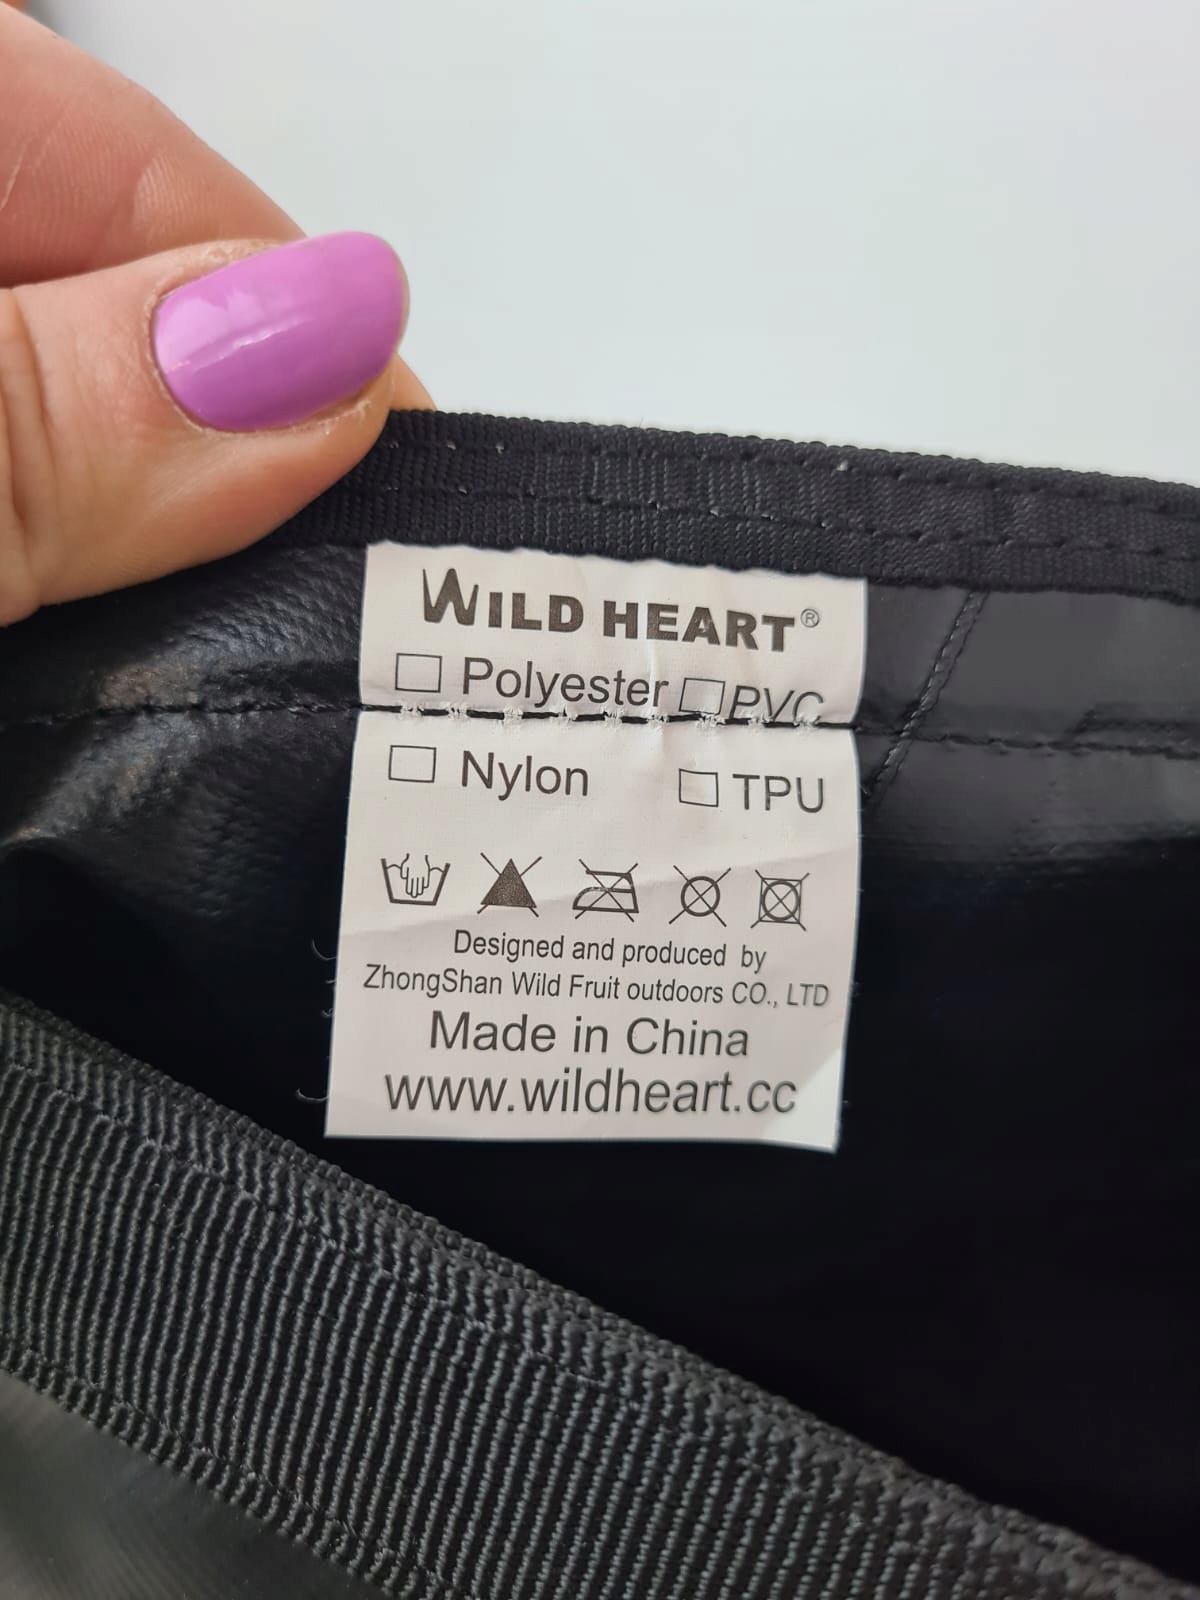 WILD HEART®
Polyester PVC
Nylon TPU
Designed and produced by
ZhongShan Wild Fruit outdoors CO., LTD
Made in China
www.wildheart.cc